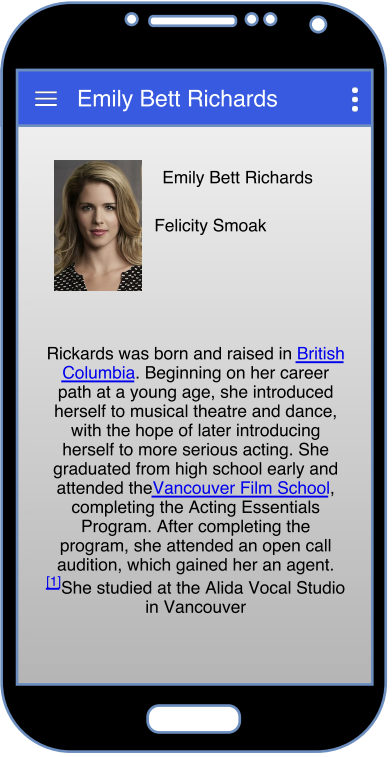 Emily Bett Richards
Emily Bett Richards
Felicity Smoak
Rickards was born and raised in British
Columbia. Beginning on her career
path at a young age, she introduced
herself to musical theatre and dance,
with the hope of later introducing
herself to more serious acting. She
graduated from high school early and
attended theVancouver Film School,
completing the Acting Essentials
Program. After completing the
program, she attended an open call
audition, which gained her an agent.
[1]She studied at the Alida Vocal Studio
in Vancouver